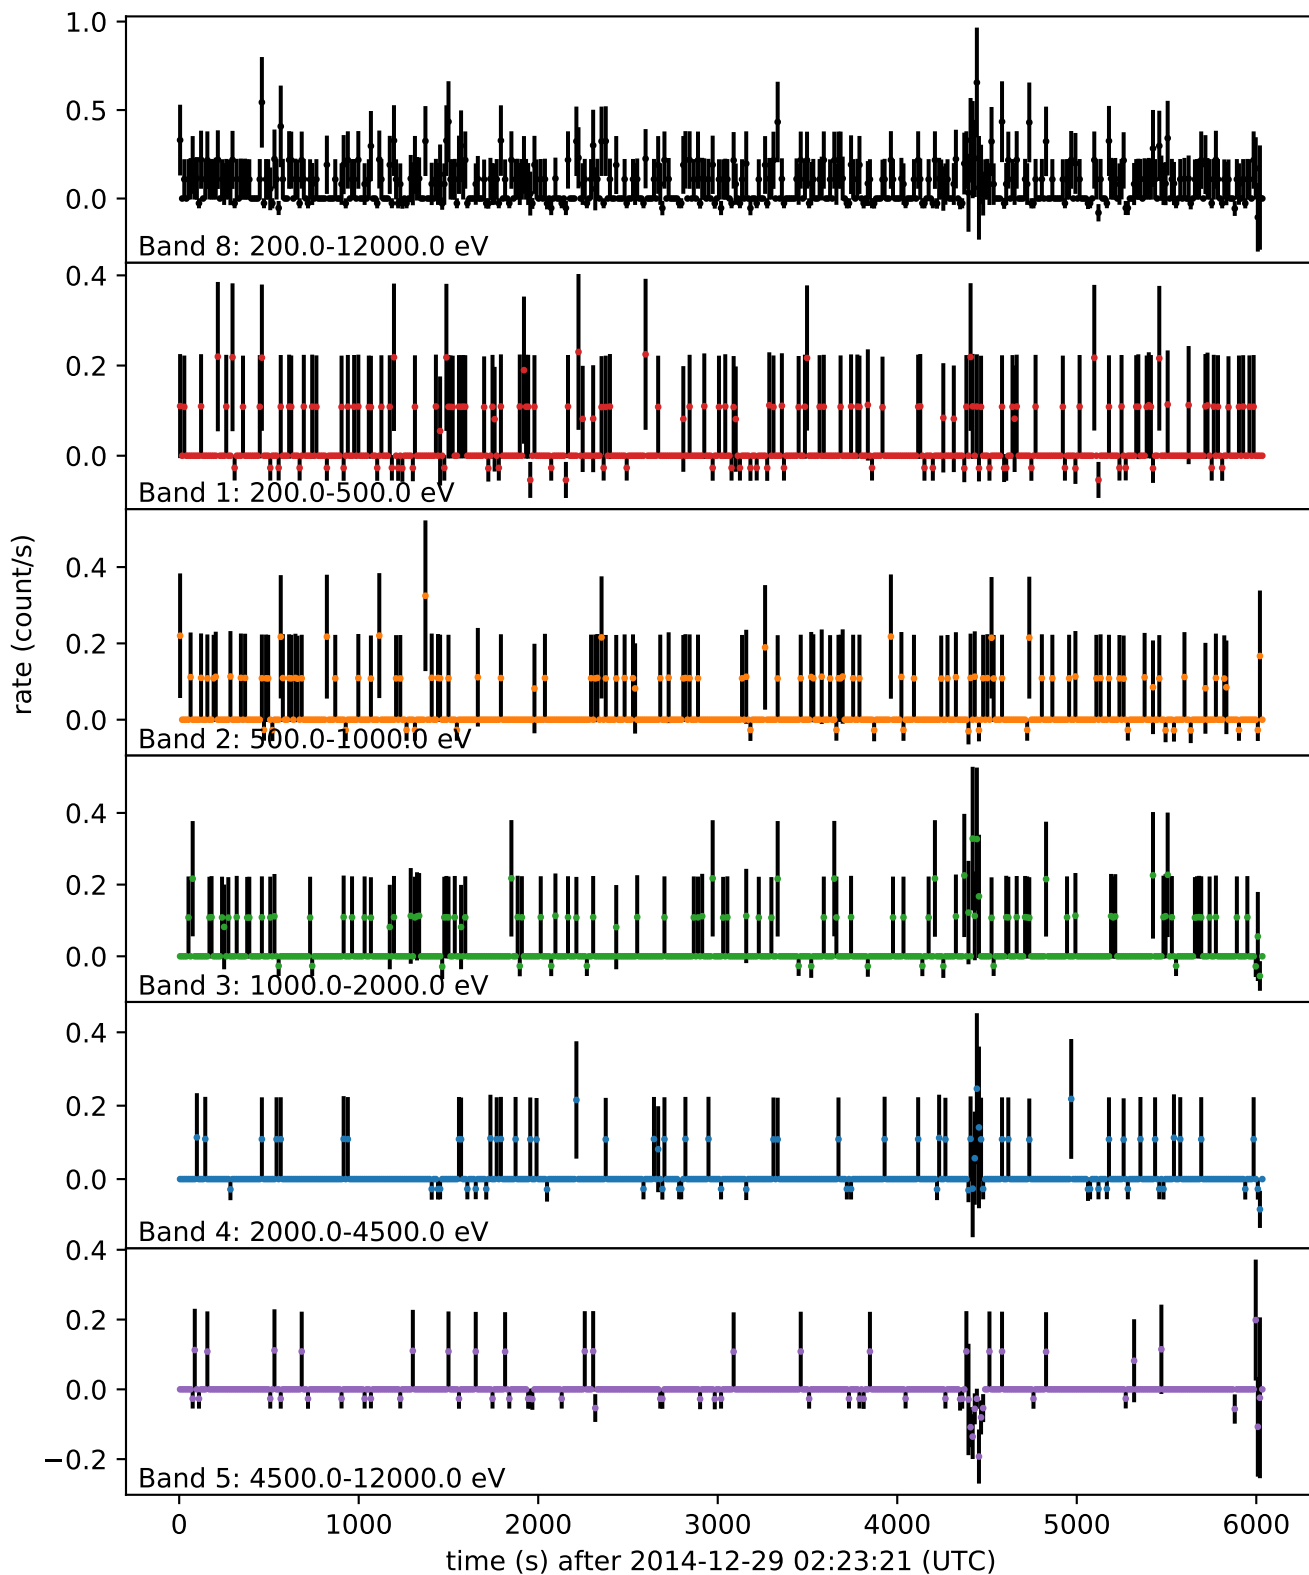 1.0
0.5
0.0
Band 8: 200.0-12000.0 eV
0.4
0.2
0.0
Band 1: 200.0-500.0 eV
0.4
0.2
0.0
Band 2: 500.0-1000.0 eV
0.4
0.2
0.0
Band 3: 1000.0-2000.0 eV
0.4
0.2
0.0
Band 4: 2000.0-4500.0 eV
0.4
0.2
0.0
−0.2
Band 5: 4500.0-12000.0 eV
rate (count/s)
0 1000 2000 3000 4000 5000 6000
time (s) after 2014-12-29 02:23:21 (UTC)